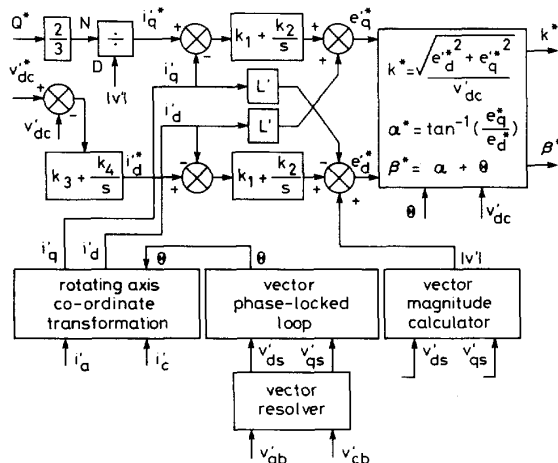 Q* 2/3 N ÷ i'q* + − k1 + k2/s + + e'q*
D |v'|
k* = √(e'd*² + e'q*²) / v'dc
k*
v'dc* + − v'dc
i'q L'
i'd L'
α* = tan⁻¹(e*q / e*d)
β* = α + Θ
β*
k3 + k4/s i'd* + − k1 + k2/s + − + e'd*
Θ v'dc
i'q i'd Θ Θ |v'|
rotating axis
co-ordinate
transformation
vector
phase-locked
loop
vector
magnitude
calculator
i'a i'c
v'ds v'qs
v'ds v'qs
vector
resolver
v'ab v'cb